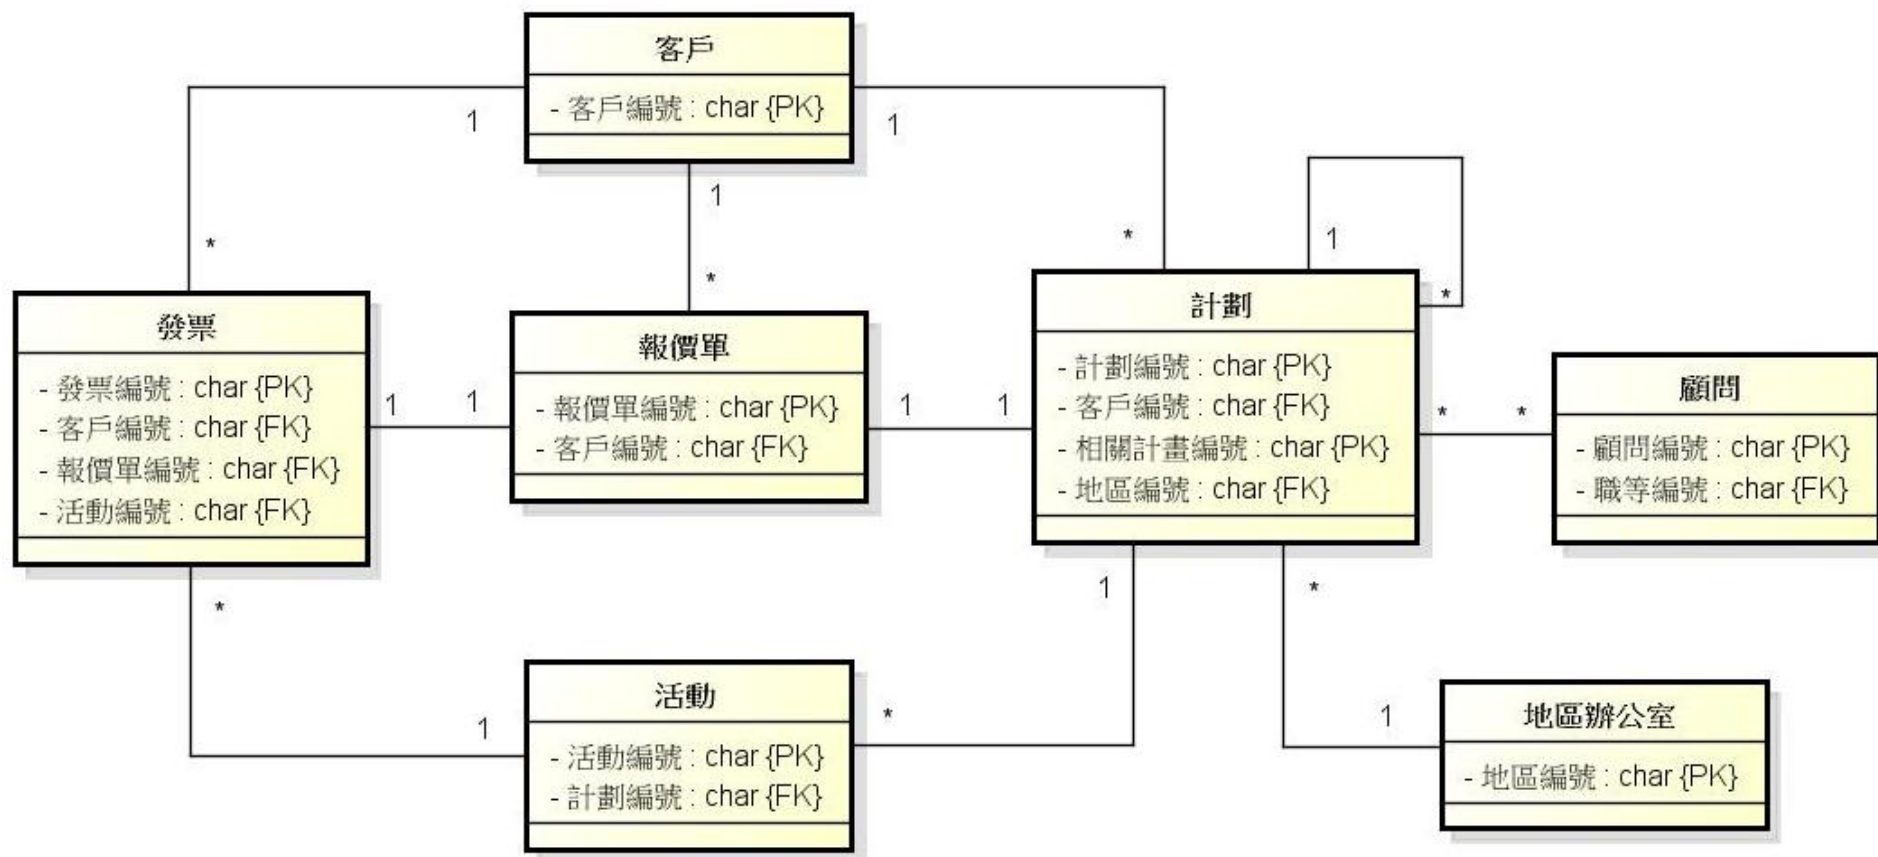 客戶
- 客戶編號 : char {PK}
1
1
1
*
*
*
1
*
發票
- 發票編號 : char {PK}
- 客戶編號 : char {FK}
- 報價單編號 : char {FK}
- 活動編號 : char {FK}
1
1
報價單
- 報價單編號 : char {PK}
- 客戶編號 : char {FK}
1
1
計劃
- 計劃編號 : char {PK}
- 客戶編號 : char {FK}
- 相關計畫編號 : char {PK}
- 地區編號 : char {FK}
*
*
顧問
- 顧問編號 : char {PK}
- 職等編號 : char {FK}
*
1
*
1
*
1
活動
- 活動編號 : char {PK}
- 計劃編號 : char {FK}
地區辦公室
- 地區編號 : char {PK}